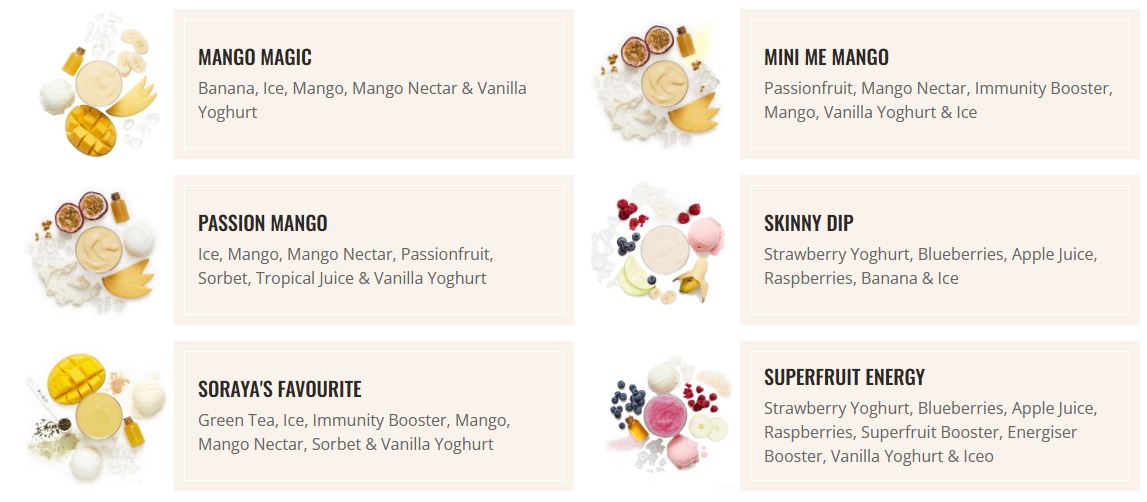 MANGO MAGIC
Banana, Ice, Mango, Mango Nectar & Vanilla
Yoghurt
MINI ME MANGO
Passionfruit, Mango Nectar, Immunity Booster,
Mango, Vanilla Yoghurt & Ice
PASSION MANGO
Ice, Mango, Mango Nectar, Passionfruit,
Sorbet, Tropical Juice & Vanilla Yoghurt
SKINNY DIP
Strawberry Yoghurt, Blueberries, Apple Juice,
Raspberries, Banana & Ice
SORAYA'S FAVOURITE
Green Tea, Ice, Immunity Booster, Mango,
Mango Nectar, Sorbet & Vanilla Yoghurt
SUPERFRUIT ENERGY
Strawberry Yoghurt, Blueberries, Apple Juice,
Raspberries, Superfruit Booster, Energiser
Booster, Vanilla Yoghurt & Iceo